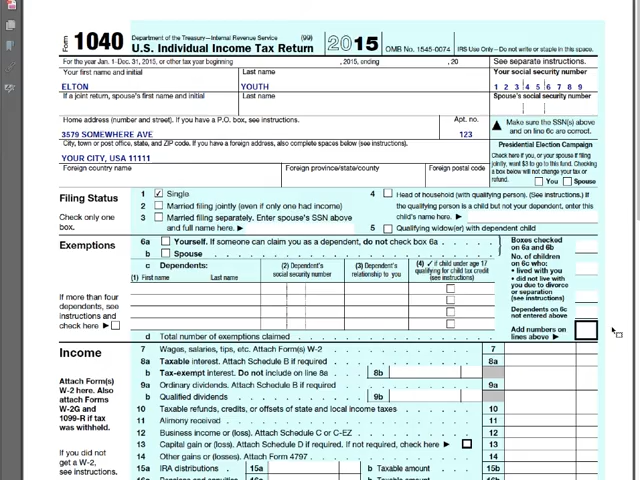 Form 1040 Department of the Treasury—Internal Revenue Service (99)
U.S. Individual Income Tax Return 2015 OMB No. 1545-0074 IRS Use Only – Do not write or staple in this space.
For the year Jan. 1-Dec. 31, 2015, or other tax year beginning , 2015, ending , 20 See separate instructions.
Your first name and initial Last name Your social security number
ELTON YOUTH 1 2 3 4 5 6 7 8 9
If a joint return, spouse's first name and initial Last name Spouse's social security number
Home address (number and street). If you have a P.O. box, see instructions. Apt. no.
3579 SOMEWHERE AVE 123
▲ Make sure the SSN(s) above and on line 6c are correct.
City, town or post office, state, and ZIP code. If you have a foreign address, also complete spaces below (see instructions).
YOUR CITY, USA 11111
Foreign country name Foreign province/state/county Foreign postal code
Presidential Election Campaign
Check here if you, or your spouse if filing
jointly, want $3 to go to this fund. Checking
a box below will not change your tax or
refund. You Spouse
Filing Status
Check only one
box.
1 ✓ Single
2 Married filing jointly (even if only one had income)
3 Married filing separately. Enter spouse's SSN above
and full name here. ►
4 Head of household (with qualifying person). (See instructions.) If
the qualifying person is a child but not your dependent, enter this
child's name here. ►
5 Qualifying widow(er) with dependent child
Exemptions
6a Yourself. If someone can claim you as a dependent, do not check box 6a
b Spouse
c Dependents:
(1) First name Last name
(2) Dependent's
social security number
(3) Dependent's
relationship to you
(4) ✓ if child under age 17
qualifying for child tax credit
(see instructions)
If more than four
dependents, see
instructions and
check here ►
d Total number of exemptions claimed
Boxes checked
on 6a and 6b
No. of children
on 6c who:
• lived with you
• did not live with
you due to divorce
or separation
(see instructions)
Dependents on 6c
not entered above
Add numbers on
lines above ►
Income
Attach Form(s)
W-2 here. Also
attach Forms
W-2G and
1099-R if tax
was withheld.
If you did not
get a W-2,
see instructions.
7 Wages, salaries, tips, etc. Attach Form(s) W-2 7
8a Taxable interest. Attach Schedule B if required 8a
b Tax-exempt interest. Do not include on line 8a 8b
9a Ordinary dividends. Attach Schedule B if required 9a
b Qualified dividends 9b
10 Taxable refunds, credits, or offsets of state and local income taxes 10
11 Alimony received 11
12 Business income or (loss). Attach Schedule C or C-EZ 12
13 Capital gain or (loss). Attach Schedule D if required. If not required, check here ► 13
14 Other gains or (losses). Attach Form 4797 14
15a IRA distributions 15a b Taxable amount 15b